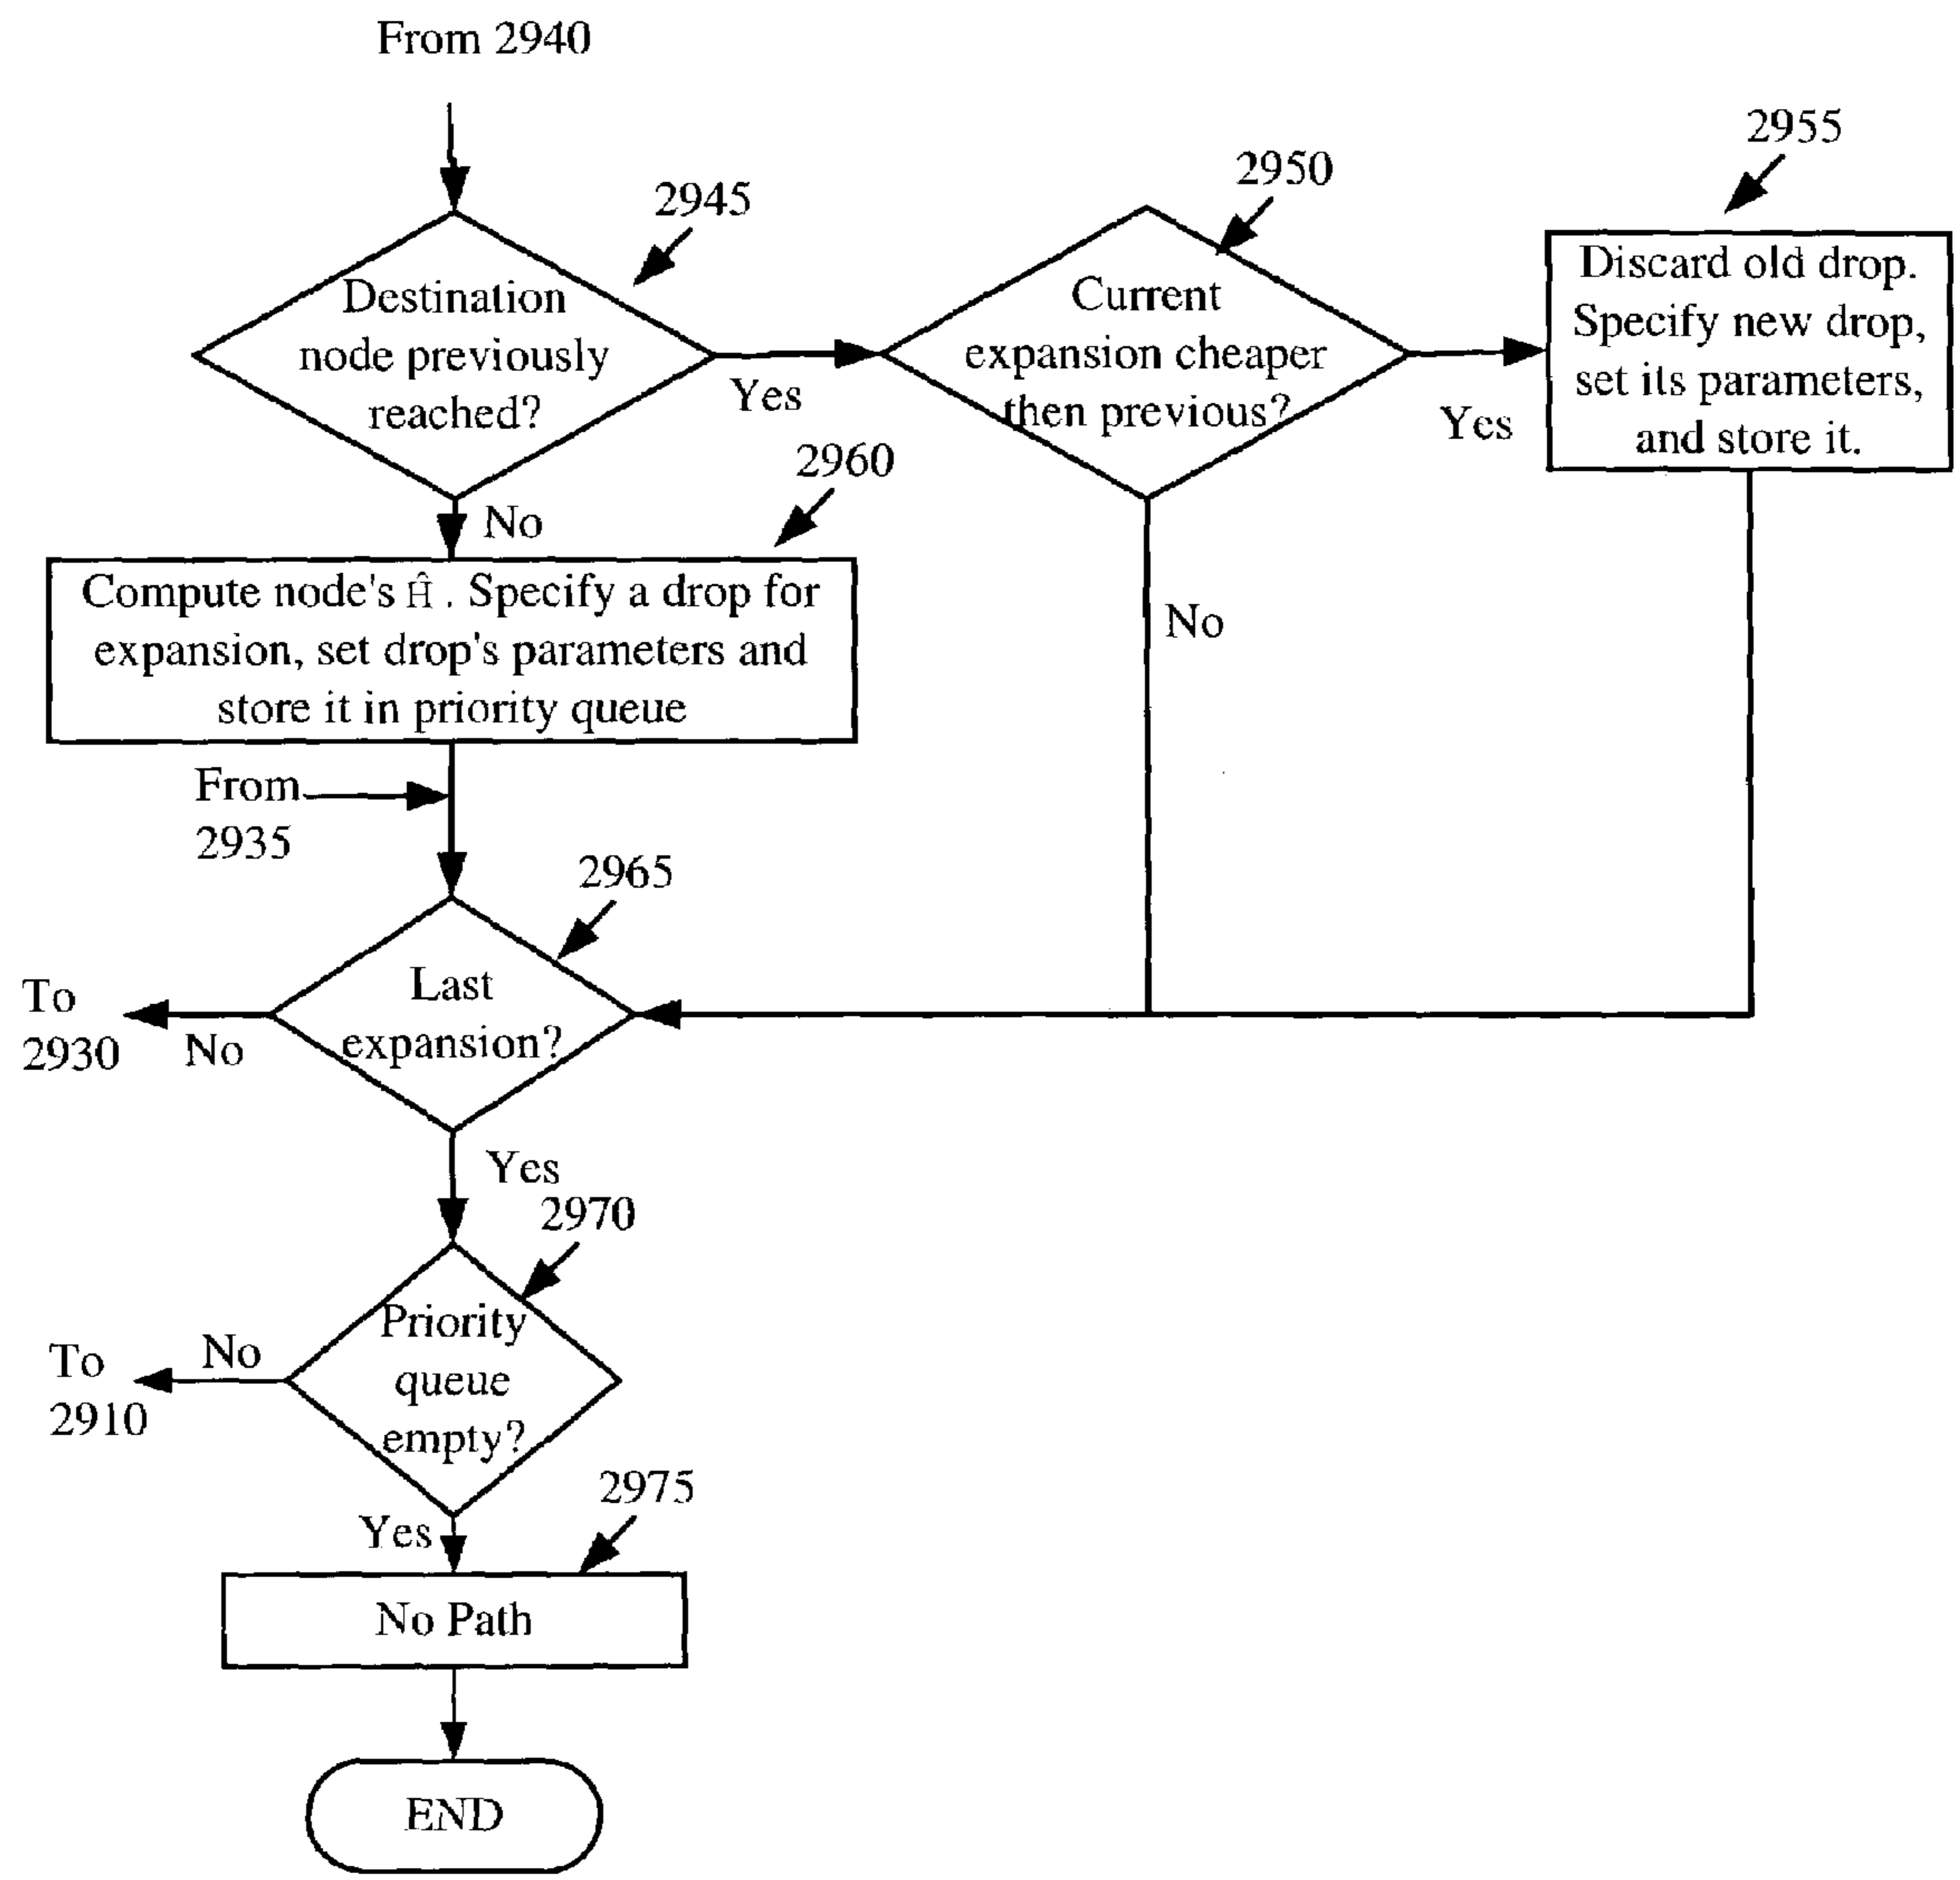 From 2940
2945
2950
2955
Destination
node previously
reached?
Yes
Current
expansion cheaper
then previous?
Yes
Discard old drop.
Specify new drop,
set its parameters,
and store it.
No
2960
Compute node's Ĥ . Specify a drop for
expansion, set drop's parameters and
store it in priority queue
No
From
2935
2965
Last
expansion?
To
2930
No
Yes
2970
Priority
queue
empty?
No
To
2910
Yes
2975
No Path
END